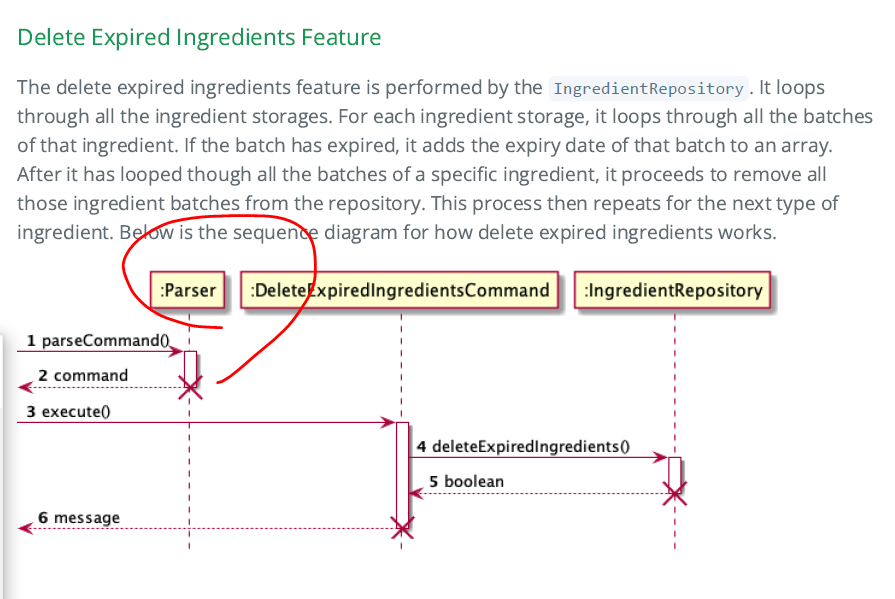 Delete Expired Ingredients Feature
The delete expired ingredients feature is performed by the IngredientRepository. It loops
through all the ingredient storages. For each ingredient storage, it loops through all the batches
of that ingredient. If the batch has expired, it adds the expiry date of that batch to an array.
After it has looped though all the batches of a specific ingredient, it proceeds to remove all
those ingredient batches from the repository. This process then repeats for the next type of
ingredient. Below is the sequence diagram for how delete expired ingredients works.
:Parser :DeleteExpiredIngredientsCommand :IngredientRepository
1 parseCommand()
2 command
3 execute()
4 deleteExpiredIngredients()
5 boolean
6 message